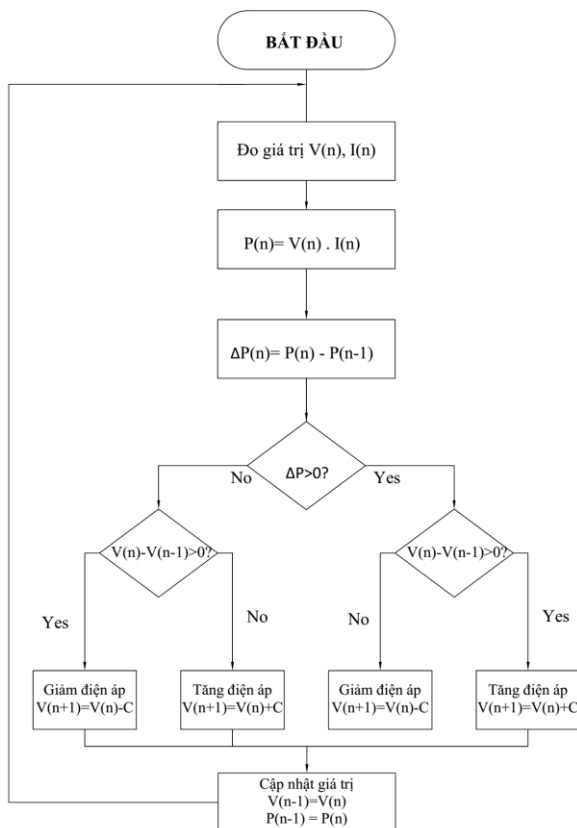 BẮT ĐẦU
Đo giá trị V(n), I(n)
P(n)= V(n) . I(n)
ΔP(n)= P(n) - P(n-1)
ΔP>0?
No
Yes
V(n)-V(n-1)>0?
V(n)-V(n-1)>0?
Yes
No
No
Yes
Giảm điện áp
V(n+1)=V(n)-C
Tăng điện áp
V(n+1)=V(n)+C
Giảm điện áp
V(n+1)=V(n)-C
Tăng điện áp
V(n+1)=V(n)+C
Cập nhật giá trị
V(n-1)=V(n)
P(n-1) = P(n)